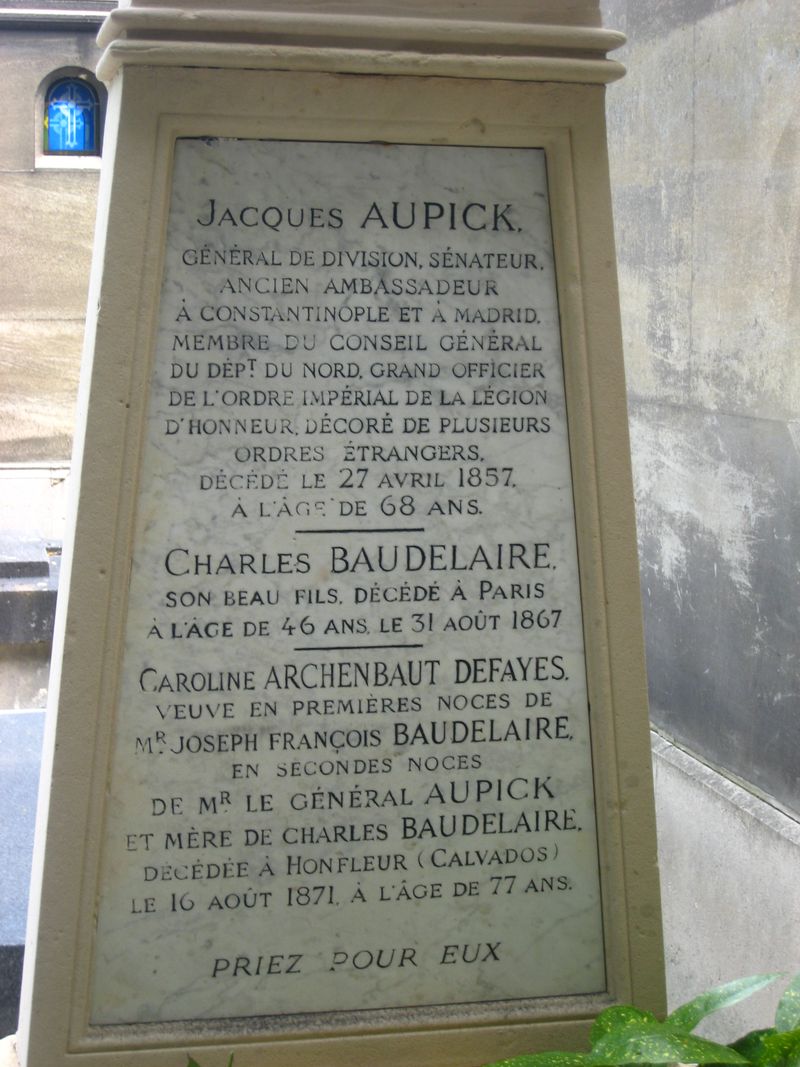 JACQUES AUPICK,
GÉNÉRAL DE DIVISION, SÉNATEUR,
ANCIEN AMBASSADEUR
À CONSTANTINOPLE ET À MADRID,
MEMBRE DU CONSEIL GÉNÉRAL
DU DÉPT DU NORD, GRAND OFFICIER
DE L'ORDRE IMPÉRIAL DE LA LÉGION
D'HONNEUR, DÉCORÉ DE PLUSIEURS
ORDRES ÉTRANGERS,
DÉCÉDÉ LE 27 AVRIL 1857,
À L'ÂGE DE 68 ANS.
CHARLES BAUDELAIRE,
SON BEAU FILS, DÉCÉDÉ À PARIS
À L'ÂGE DE 46 ANS, LE 31 AOÛT 1867
CAROLINE ARCHENBAUT DEFAYES,
VEUVE EN PREMIÈRES NOCES DE
MR JOSEPH FRANÇOIS BAUDELAIRE,
EN SECONDES NOCES
DE MR LE GÉNÉRAL AUPICK
ET MÈRE DE CHARLES BAUDELAIRE,
DÉCÉDÉE À HONFLEUR (CALVADOS)
LE 16 AOÛT 1871, À L'ÂGE DE 77 ANS.
PRIEZ POUR EUX